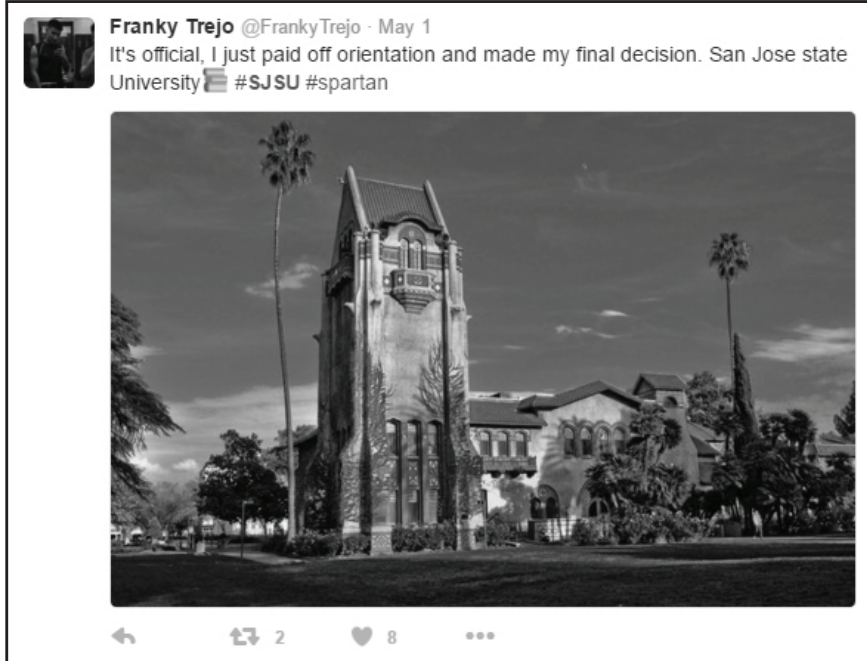 Franky Trejo @FrankyTrejo · May 1
It's official, I just paid off orientation and made my final decision. San Jose state
University #SJSU #spartan
2 8